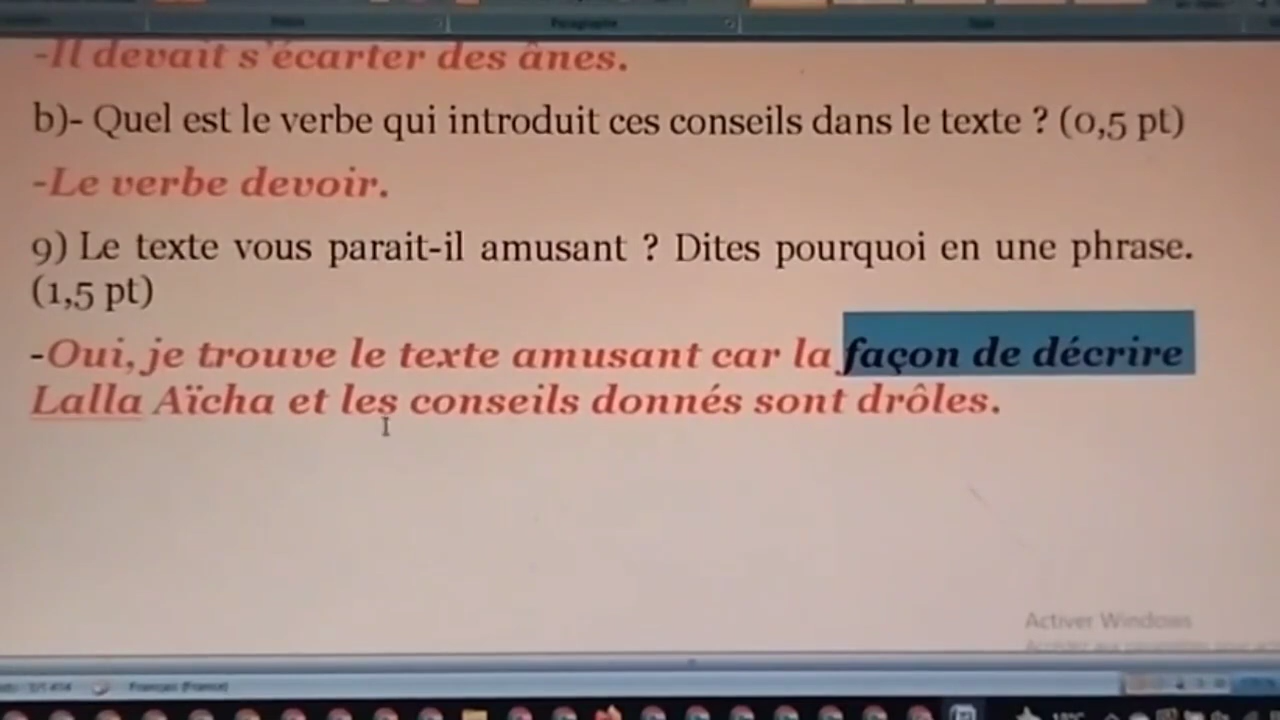 Paragraphe
-Il devait s'écarter des ânes.
b)- Quel est le verbe qui introduit ces conseils dans le texte ? (0,5 pt)
-Le verbe devoir.
9) Le texte vous parait-il amusant ? Dites pourquoi en une phrase.
(1,5 pt)
-Oui, je trouve le texte amusant car la façon de décrire
Lalla Aïcha et les conseils donnés sont drôles.
Activer Windows
Français (France)